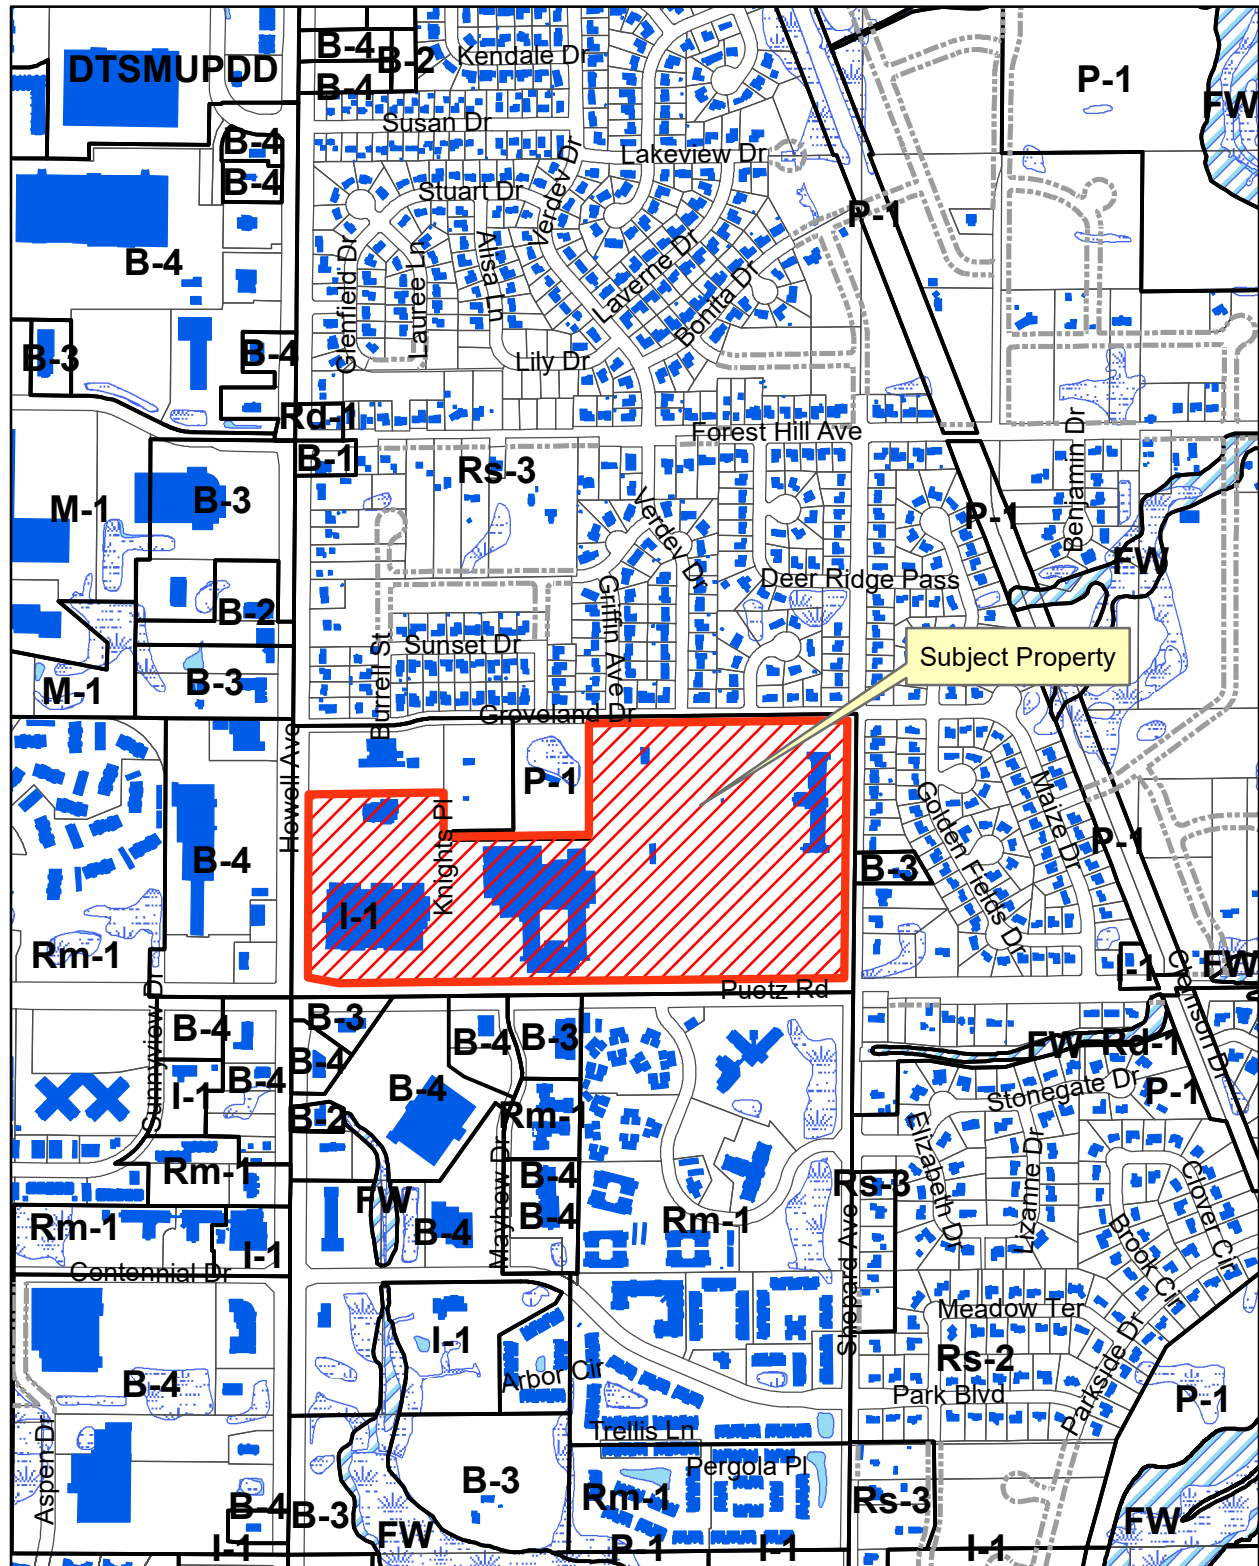 B-4
B-2
Kendale Dr
DTSMUPDD
P-1
B-4
FW
Susan Dr
B-4
Lakeview Dr
B-4
Stuart Dr
Verdev Dr
P-1
B-4
Glenfield Dr
Lauree Ln
Alisa Ln
Laverne Dr
Bonita Dr
B-3
B-4
Lily Dr
Rd-1
Forest Hill Ave
B-1
Rs-3
Benjamin Dr
M-1
B-3
Verdev Dr
P-1
FW
Deer Ridge Pass
B-2
Griffin Ave
Sunset Dr
Burrell St
Subject Property
M-1
B-3
Groveland Dr
Howell Ave
P-1
Maize Dr
Golden Fields Dr
Knights Pl
B-4
P-1
B-3
I-1
Rm-1
I-1
FW
Puetz Rd
Clemson Dr
Sunnyview Dr
B-4
B-3
B-4
B-3
FW
Rd-1
B-4
I-1
B-4
B-4
Stonegate Dr
P-1
B-2
Rm-1
Elizabeth Dr
Lizanne Dr
Rm-1
Mayhew Dr
B-4
Rs-3
Clover Cir
FW
B-4
B-4
Rm-1
Rm-1
I-1
Shepard Ave
Brook Cir
Centennial Dr
Meadow Ter
I-1
Rs-2
Parkside Dr
B-4
Arbor Cir
Park Blvd
P-1
Trellis Ln
Aspen Dr
Pergola Pl
B-3
Rm-1
Rs-3
B-4
B-3
FW
FW
I-1
P-1
I-1
I-1